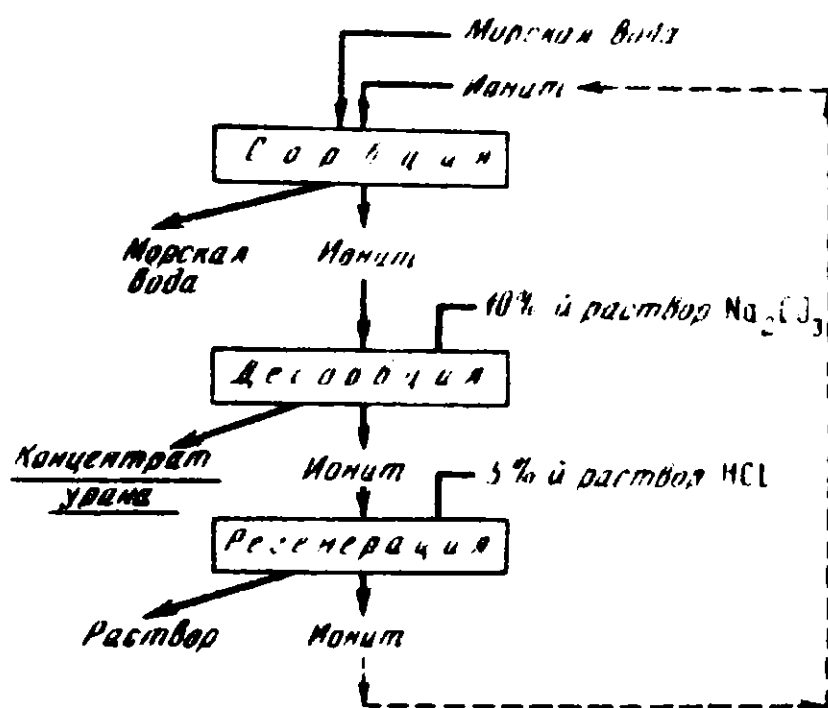 Морская вода
Ионит
Сорбция
Морская
вода
Ионит
10%-й раствор Na₂CO₃
Десорбция
Концентрат
урана
Ионит
5%-й раствор HCl
Регенерация
Раствор
Ионит